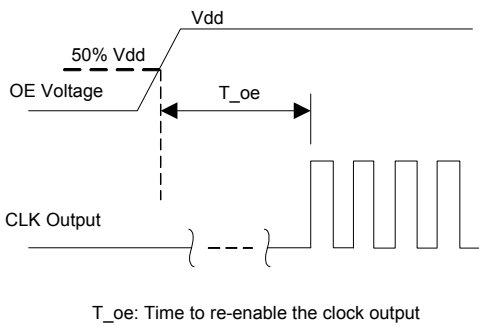 Vdd
50% Vdd
OE Voltage
T_oe
CLK Output
T_oe: Time to re-enable the clock output